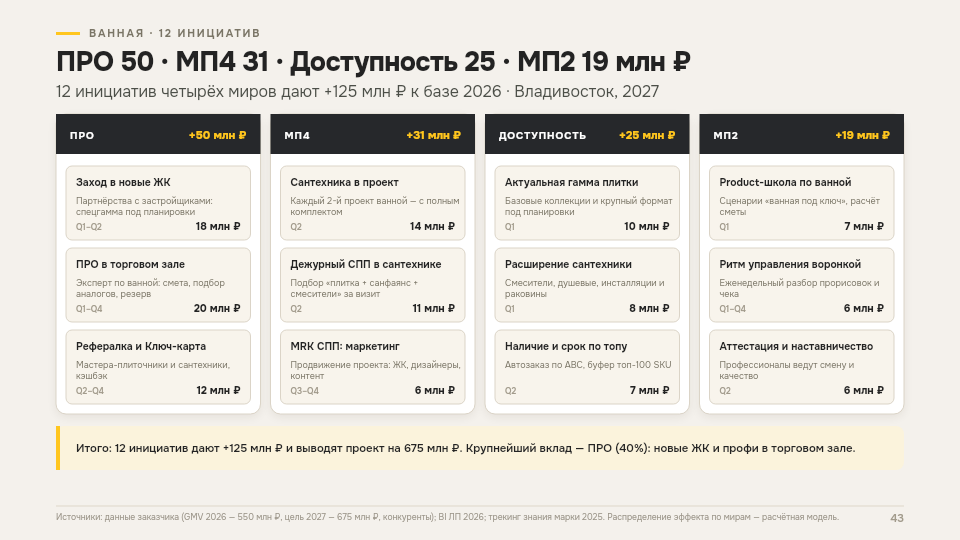 ВАННАЯ · 12 ИНИЦИАТИВ
ПРО 50 · МП4 31 · Доступность 25 · МП2 19 млн ₽
12 инициатив четырёх миров дают +125 млн ₽ к базе 2026 · Владивосток, 2027
ПРО +50 млн ₽
Заход в новые ЖК
Партнёрства с застройщиками:
спецгамма под планировки
Q1–Q2 18 млн ₽
ПРО в торговом зале
Эксперт по ванной: смета, подбор
аналогов, резерв
Q1–Q4 20 млн ₽
Рефералка и Ключ-карта
Мастера-плиточники и сантехники,
кэшбэк
Q2–Q4 12 млн ₽
МП4 +31 млн ₽
Сантехника в проект
Каждый 2-й проект ванной — с полным
комплектом
Q2 14 млн ₽
Дежурный СПП в сантехнике
Подбор «плитка + санфаянс +
смесители» за визит
Q2 11 млн ₽
MRK СПП: маркетинг
Продвижение проекта: ЖК, дизайнеры,
контент
Q3–Q4 6 млн ₽
ДОСТУПНОСТЬ +25 млн ₽
Актуальная гамма плитки
Базовые коллекции и крупный формат
под планировки
Q1 10 млн ₽
Расширение сантехники
Смесители, душевые, инсталляции и
раковины
Q1 8 млн ₽
Наличие и срок по топу
Автозаказ по ABC, буфер топ-100 SKU
Q2 7 млн ₽
МП2 +19 млн ₽
Product-школа по ванной
Сценарии «ванная под ключ», расчёт
сметы
Q1 7 млн ₽
Ритм управления воронкой
Еженедельный разбор прорисовок и
чека
Q1–Q4 6 млн ₽
Аттестация и наставничество
Профессионалы ведут смену и
качество
Q2 6 млн ₽
Итого: 12 инициатив дают +125 млн ₽ и выводят проект на 675 млн ₽. Крупнейший вклад — ПРО (40%): новые ЖК и профи в торговом зале.
Источники: данные заказчика (GMV 2026 — 550 млн ₽, цель 2027 — 675 млн ₽, конкуренты); BI ЛП 2026; трекинг знания марки 2025. Распределение эффекта по мирам — расчётная модель.
43